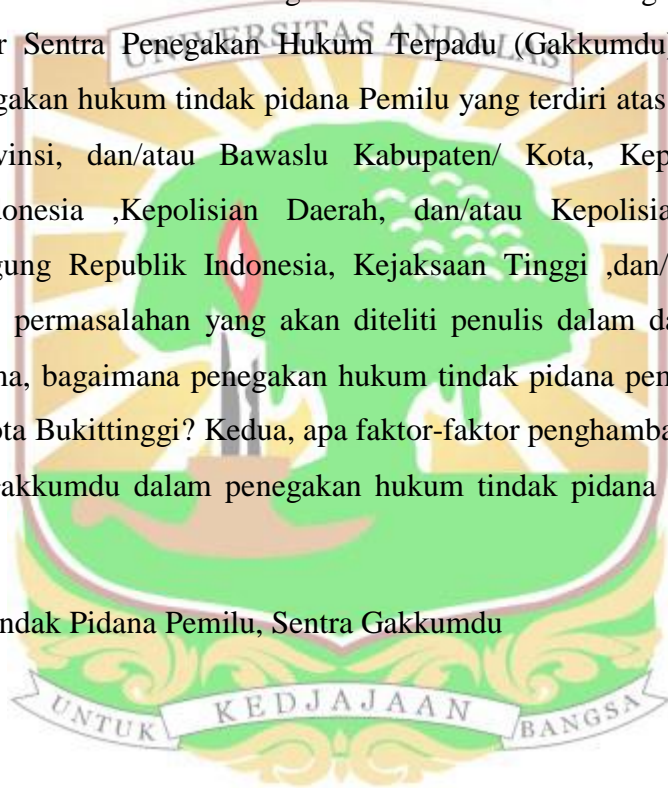 r Sentra Penegakan Hukum Terpadu (Gakkumdu)
UNIVERSITAS ANDALAS
gakan hukum tindak pidana Pemilu yang terdiri atas
vinsi, dan/atau Bawaslu Kabupaten/ Kota, Kep
donesia ,Kepolisian Daerah, dan/atau Kepolisia
gung Republik Indonesia, Kejaksaan Tinggi ,dan/
permasalahan yang akan diteliti penulis dalam da
na, bagaimana penegakan hukum tindak pidana pen
ota Bukittinggi? Kedua, apa faktor-faktor penghamba
akkumdu dalam penegakan hukum tindak pidana
ndak Pidana Pemilu, Sentra Gakkumdu
UNTUK KEDJAJAAN BANGSA